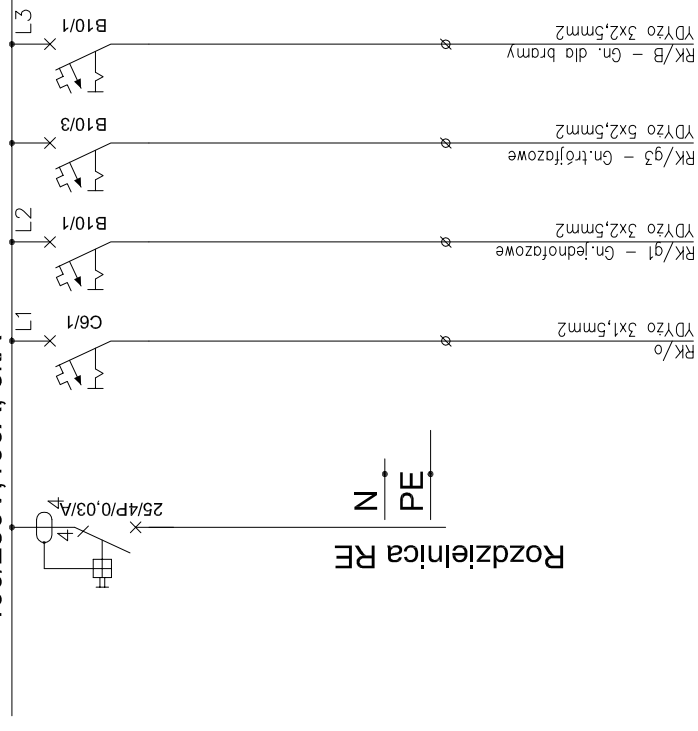 L3
B10/1
YDYżo 3x2,5mm2
RK/B - Gn. dla bramy
B10/3
YDYżo 5x2,5mm2
RK/g3 - Gn.trójfazowe
L2
B10/1
YDYżo 3x2,5mm2
RK/g1 - Gn.jednofazowe
L1
C6/1
YDYżo 3x1,5mm2
RK/o
4
4
25/4P/0,03/A
N
PE
Rozdzielnica RE